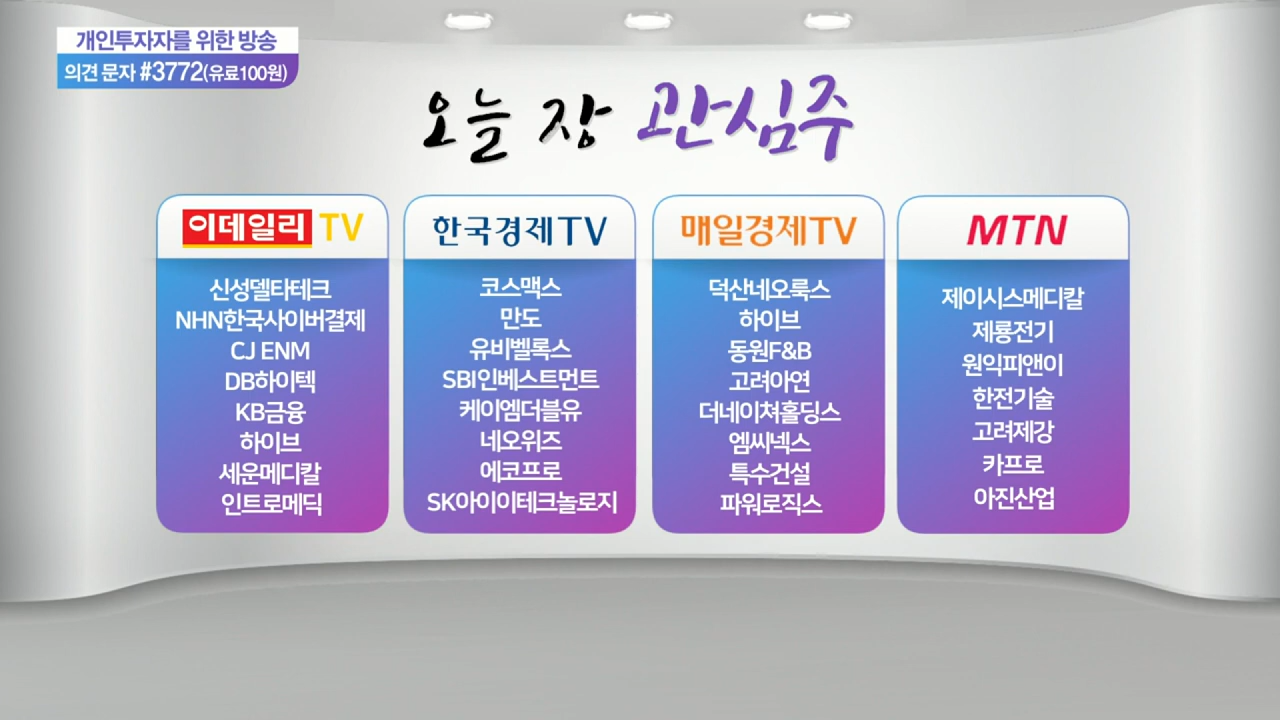 개인투자자를 위한 방송
의견 문자 #3772(유료100원)
오늘 장 관심주
이데일리 TV
신성델타테크
NHN한국사이버결제
CJ ENM
DB하이텍
KB금융
하이브
세운메디칼
인트로메딕
한국경제TV
코스맥스
만도
유비벨록스
SBI인베스트먼트
케이엠더블유
네오위즈
에코프로
SK아이이테크놀로지
매일경제TV
덕산네오룩스
하이브
동원F&B
고려아연
더네이쳐홀딩스
엠씨넥스
특수건설
파워로직스
MTN
제이시스메디칼
제룡전기
원익피앤이
한전기술
고려제강
카프로
아진산업